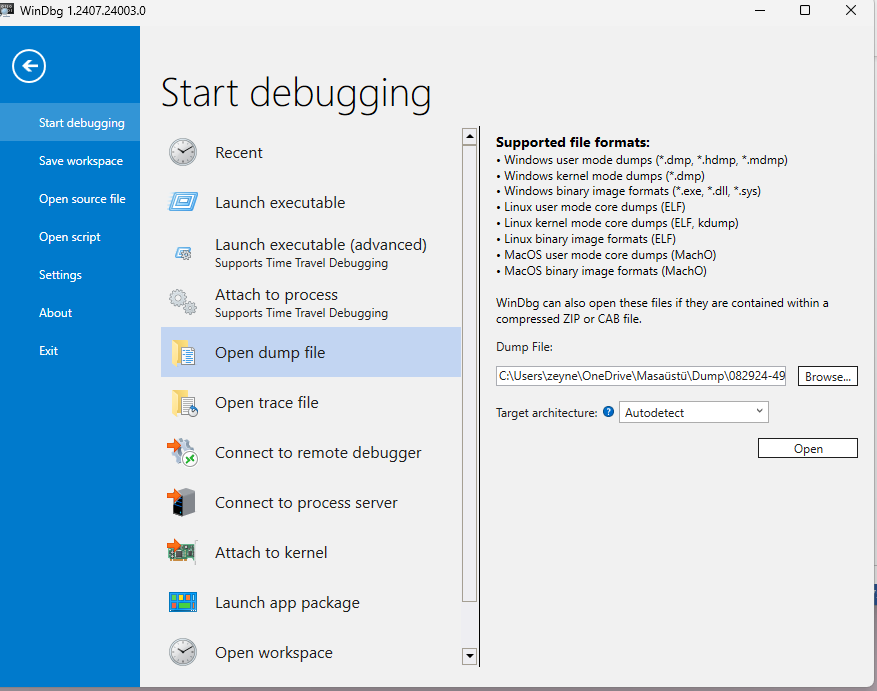 WinDbg 1.2407.24003.0
Start debugging
Save workspace
Open source file
Open script
Settings
About
Exit
Start debugging
Recent
Launch executable
Launch executable (advanced)
Supports Time Travel Debugging
Attach to process
Supports Time Travel Debugging
Open dump file
Open trace file
Connect to remote debugger
Connect to process server
Attach to kernel
Launch app package
Open workspace
Supported file formats:
• Windows user mode dumps (*.dmp, *.hdmp, *.mdmp)
• Windows kernel mode dumps (*.dmp)
• Windows binary image formats (*.exe, *.dll, *.sys)
• Linux user mode core dumps (ELF)
• Linux kernel mode core dumps (ELF, kdump)
• Linux binary image formats (ELF)
• MacOS user mode core dumps (MachO)
• MacOS binary image formats (MachO)
WinDbg can also open these files if they are contained within a
compressed ZIP or CAB file.
Dump File:
C:\Users\zeyne\OneDrive\Masaüstü\Dump\082924-49
Browse...
Target architecture: ? Autodetect
Open